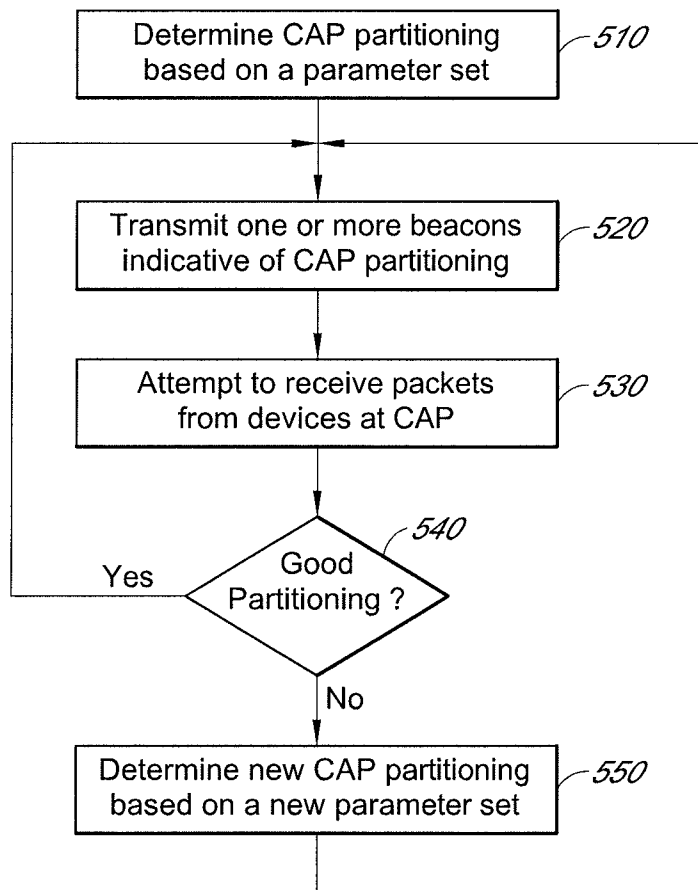 Determine CAP partitioning
based on a parameter set
510
Transmit one or more beacons
indicative of CAP partitioning
520
Attempt to receive packets
from devices at CAP
530
540
Good
Partitioning ?
Yes
No
Determine new CAP partitioning
based on a new parameter set
550